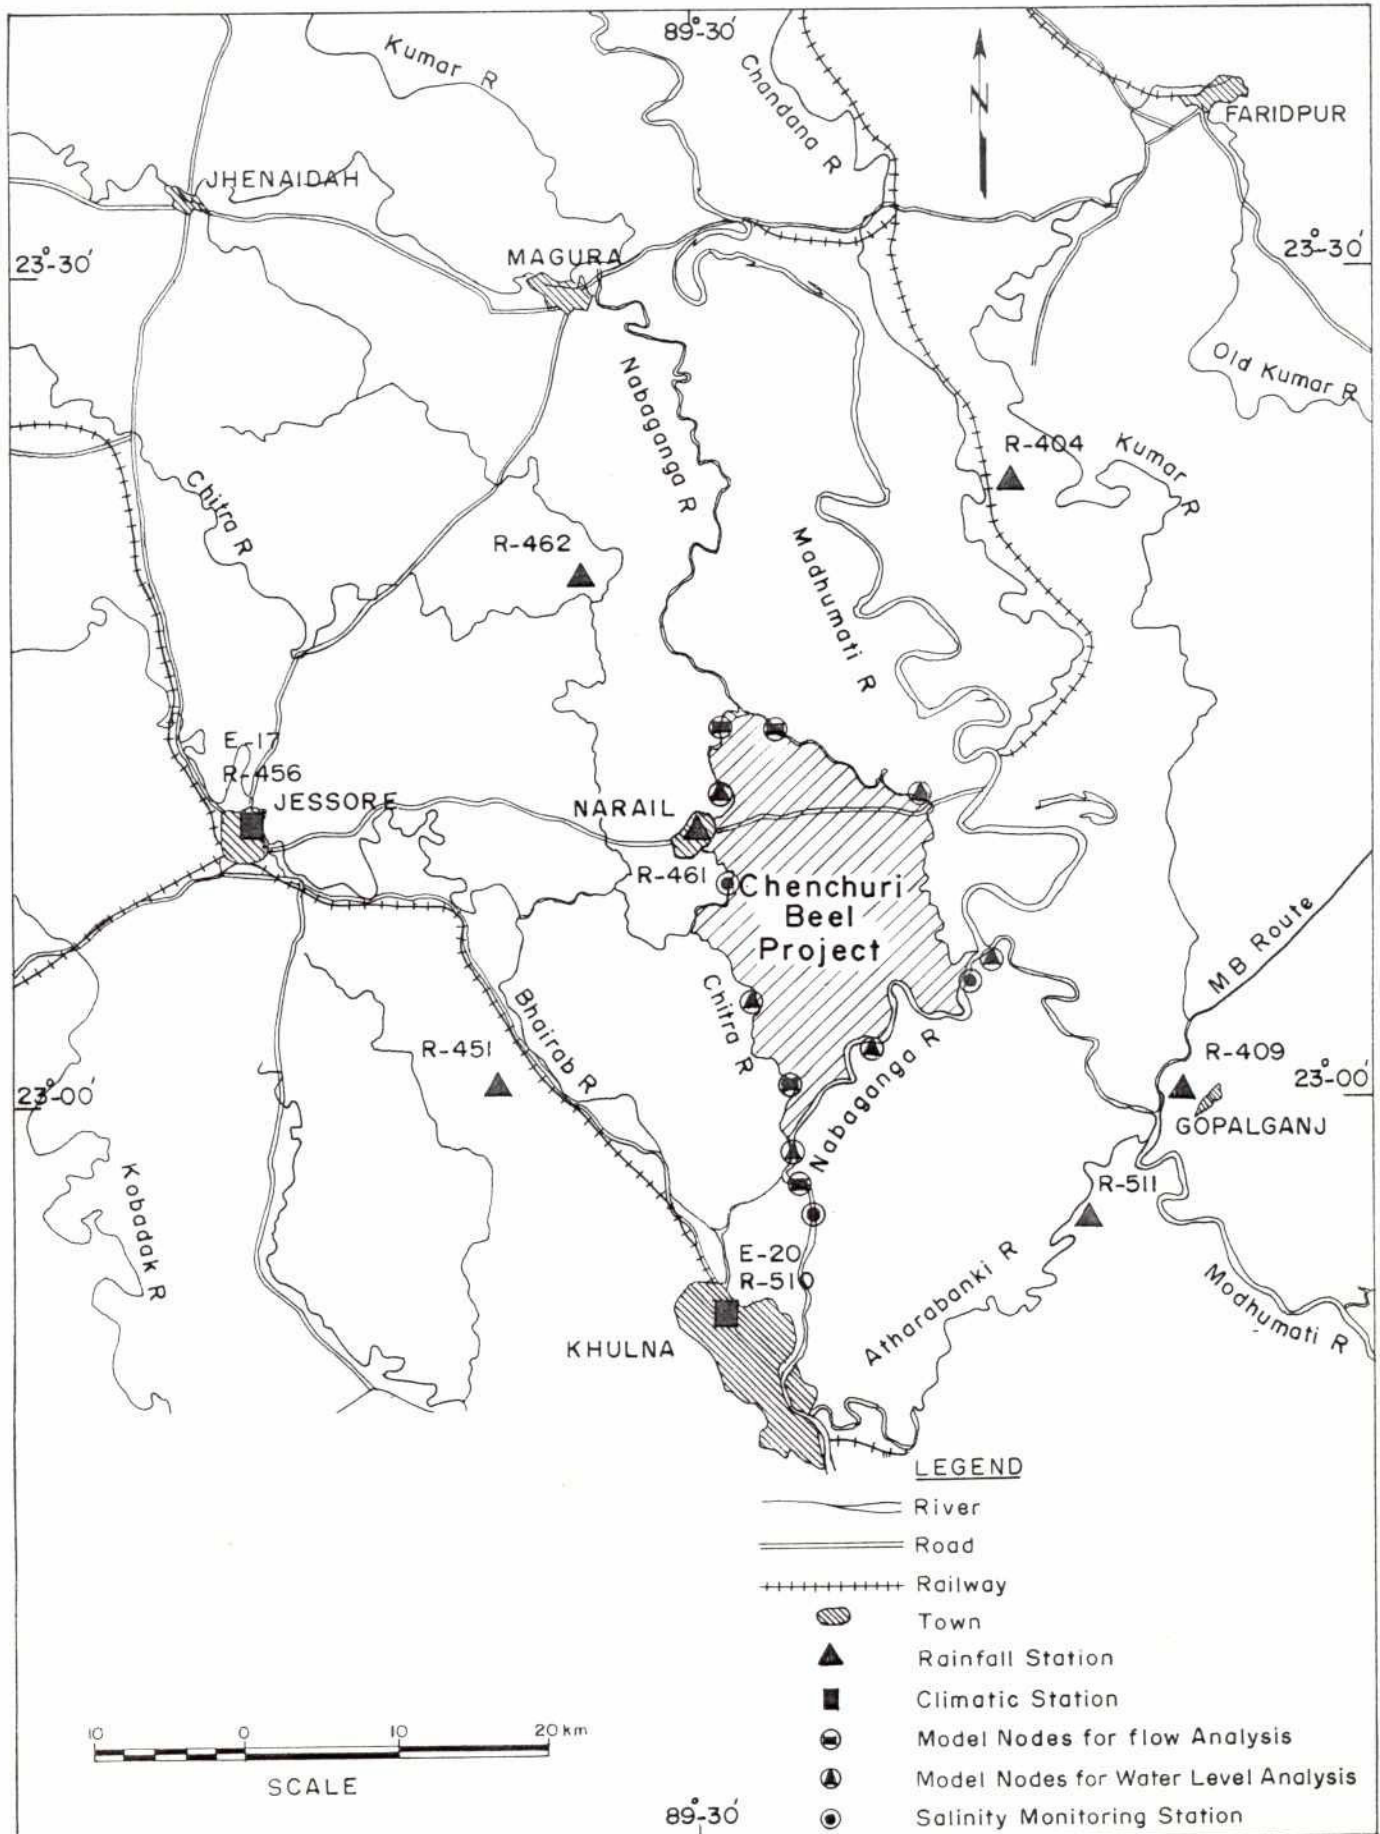 89°-30'
Kumar R
Chandana R
N
FARIDPUR
JHENAIDAH
MAGURA
23°-30'
23°-30'
Nabaganga R
Old Kumar R
R-404
Kumar R
Chitra R
R-462
Madhumati R
E-17
R-456
JESSORE
NARAIL
R-461
Chenchuri
Beel
Project
M B Route
Chitra R
Bhairab R
R-451
Nabaganga R
R-409
23°-00'
23°-00'
GOPALGANJ
Kobadak R
R-511
E-20
R-510
Atharabanki R
Modhumati R
KHULNA
LEGEND
River
Road
Railway
Town
Rainfall Station
Climatic Station
Model Nodes for flow Analysis
Model Nodes for Water Level Analysis
Salinity Monitoring Station
10 0 10 20 km
SCALE
89°-30'